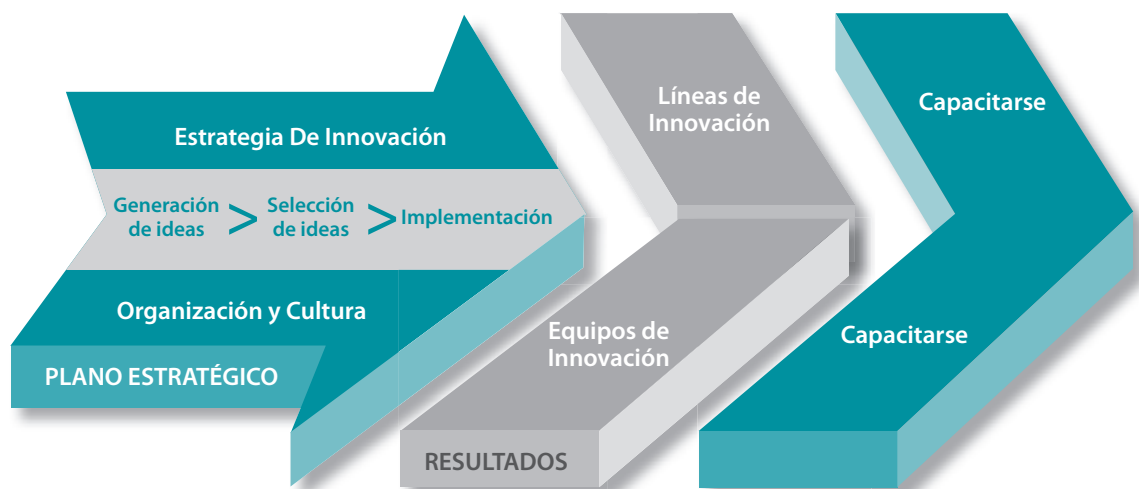 Estrategia De Innovación
Generación
de ideas
>
Selección
de ideas
>
Implementación
Organización y Cultura
PLANO ESTRATÉGICO
Líneas de
Innovación
Equipos de
Innovación
RESULTADOS
Capacitarse
Capacitarse